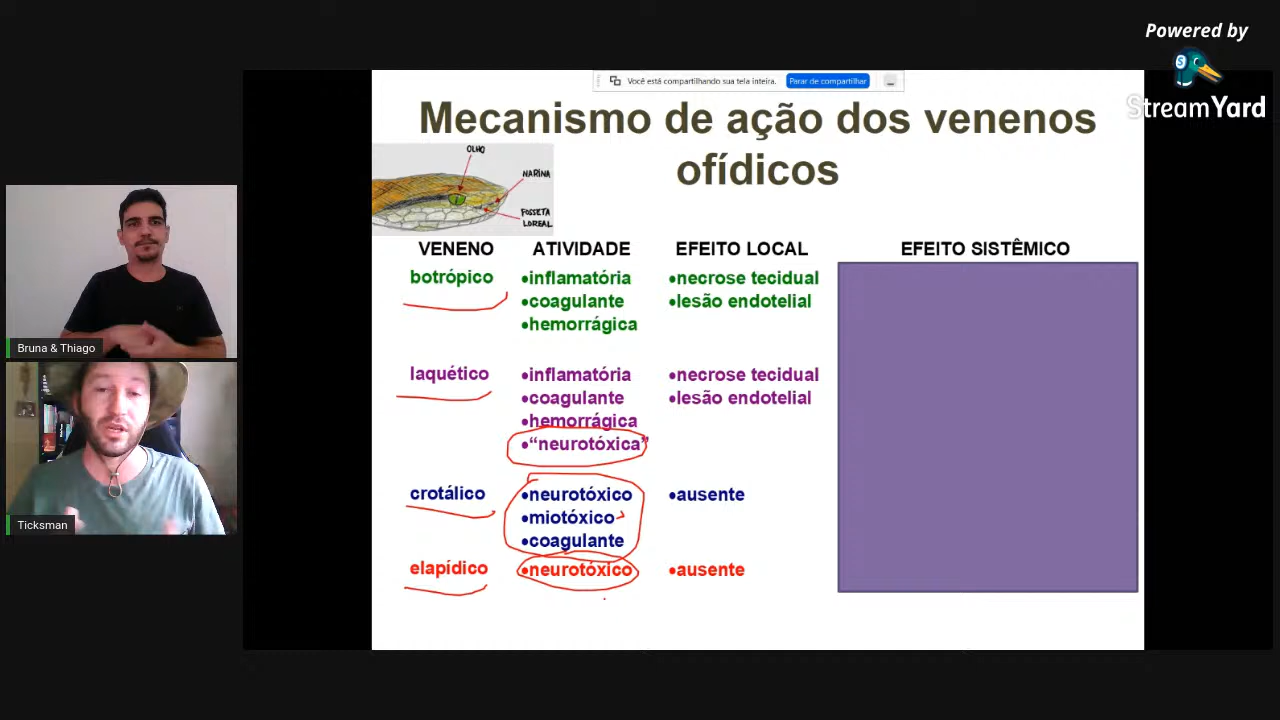 Powered by
StreamYard
Você está compartilhando sua tela inteira. Parar de compartilhar
Mecanismo de ação dos venenos
ofídicos
OLHO
NARINA
FOSSETA
LOREAL
VENENO ATIVIDADE EFEITO LOCAL EFEITO SISTÊMICO
botrópico •inflamatória •necrose tecidual
•coagulante •lesão endotelial
•hemorrágica
laquético •inflamatória •necrose tecidual
•coagulante •lesão endotelial
•hemorrágica
•“neurotóxica”
crotálico •neurotóxico •ausente
•miotóxico
•coagulante
elapídico •neurotóxico •ausente
Bruna & Thiago
Ticksman